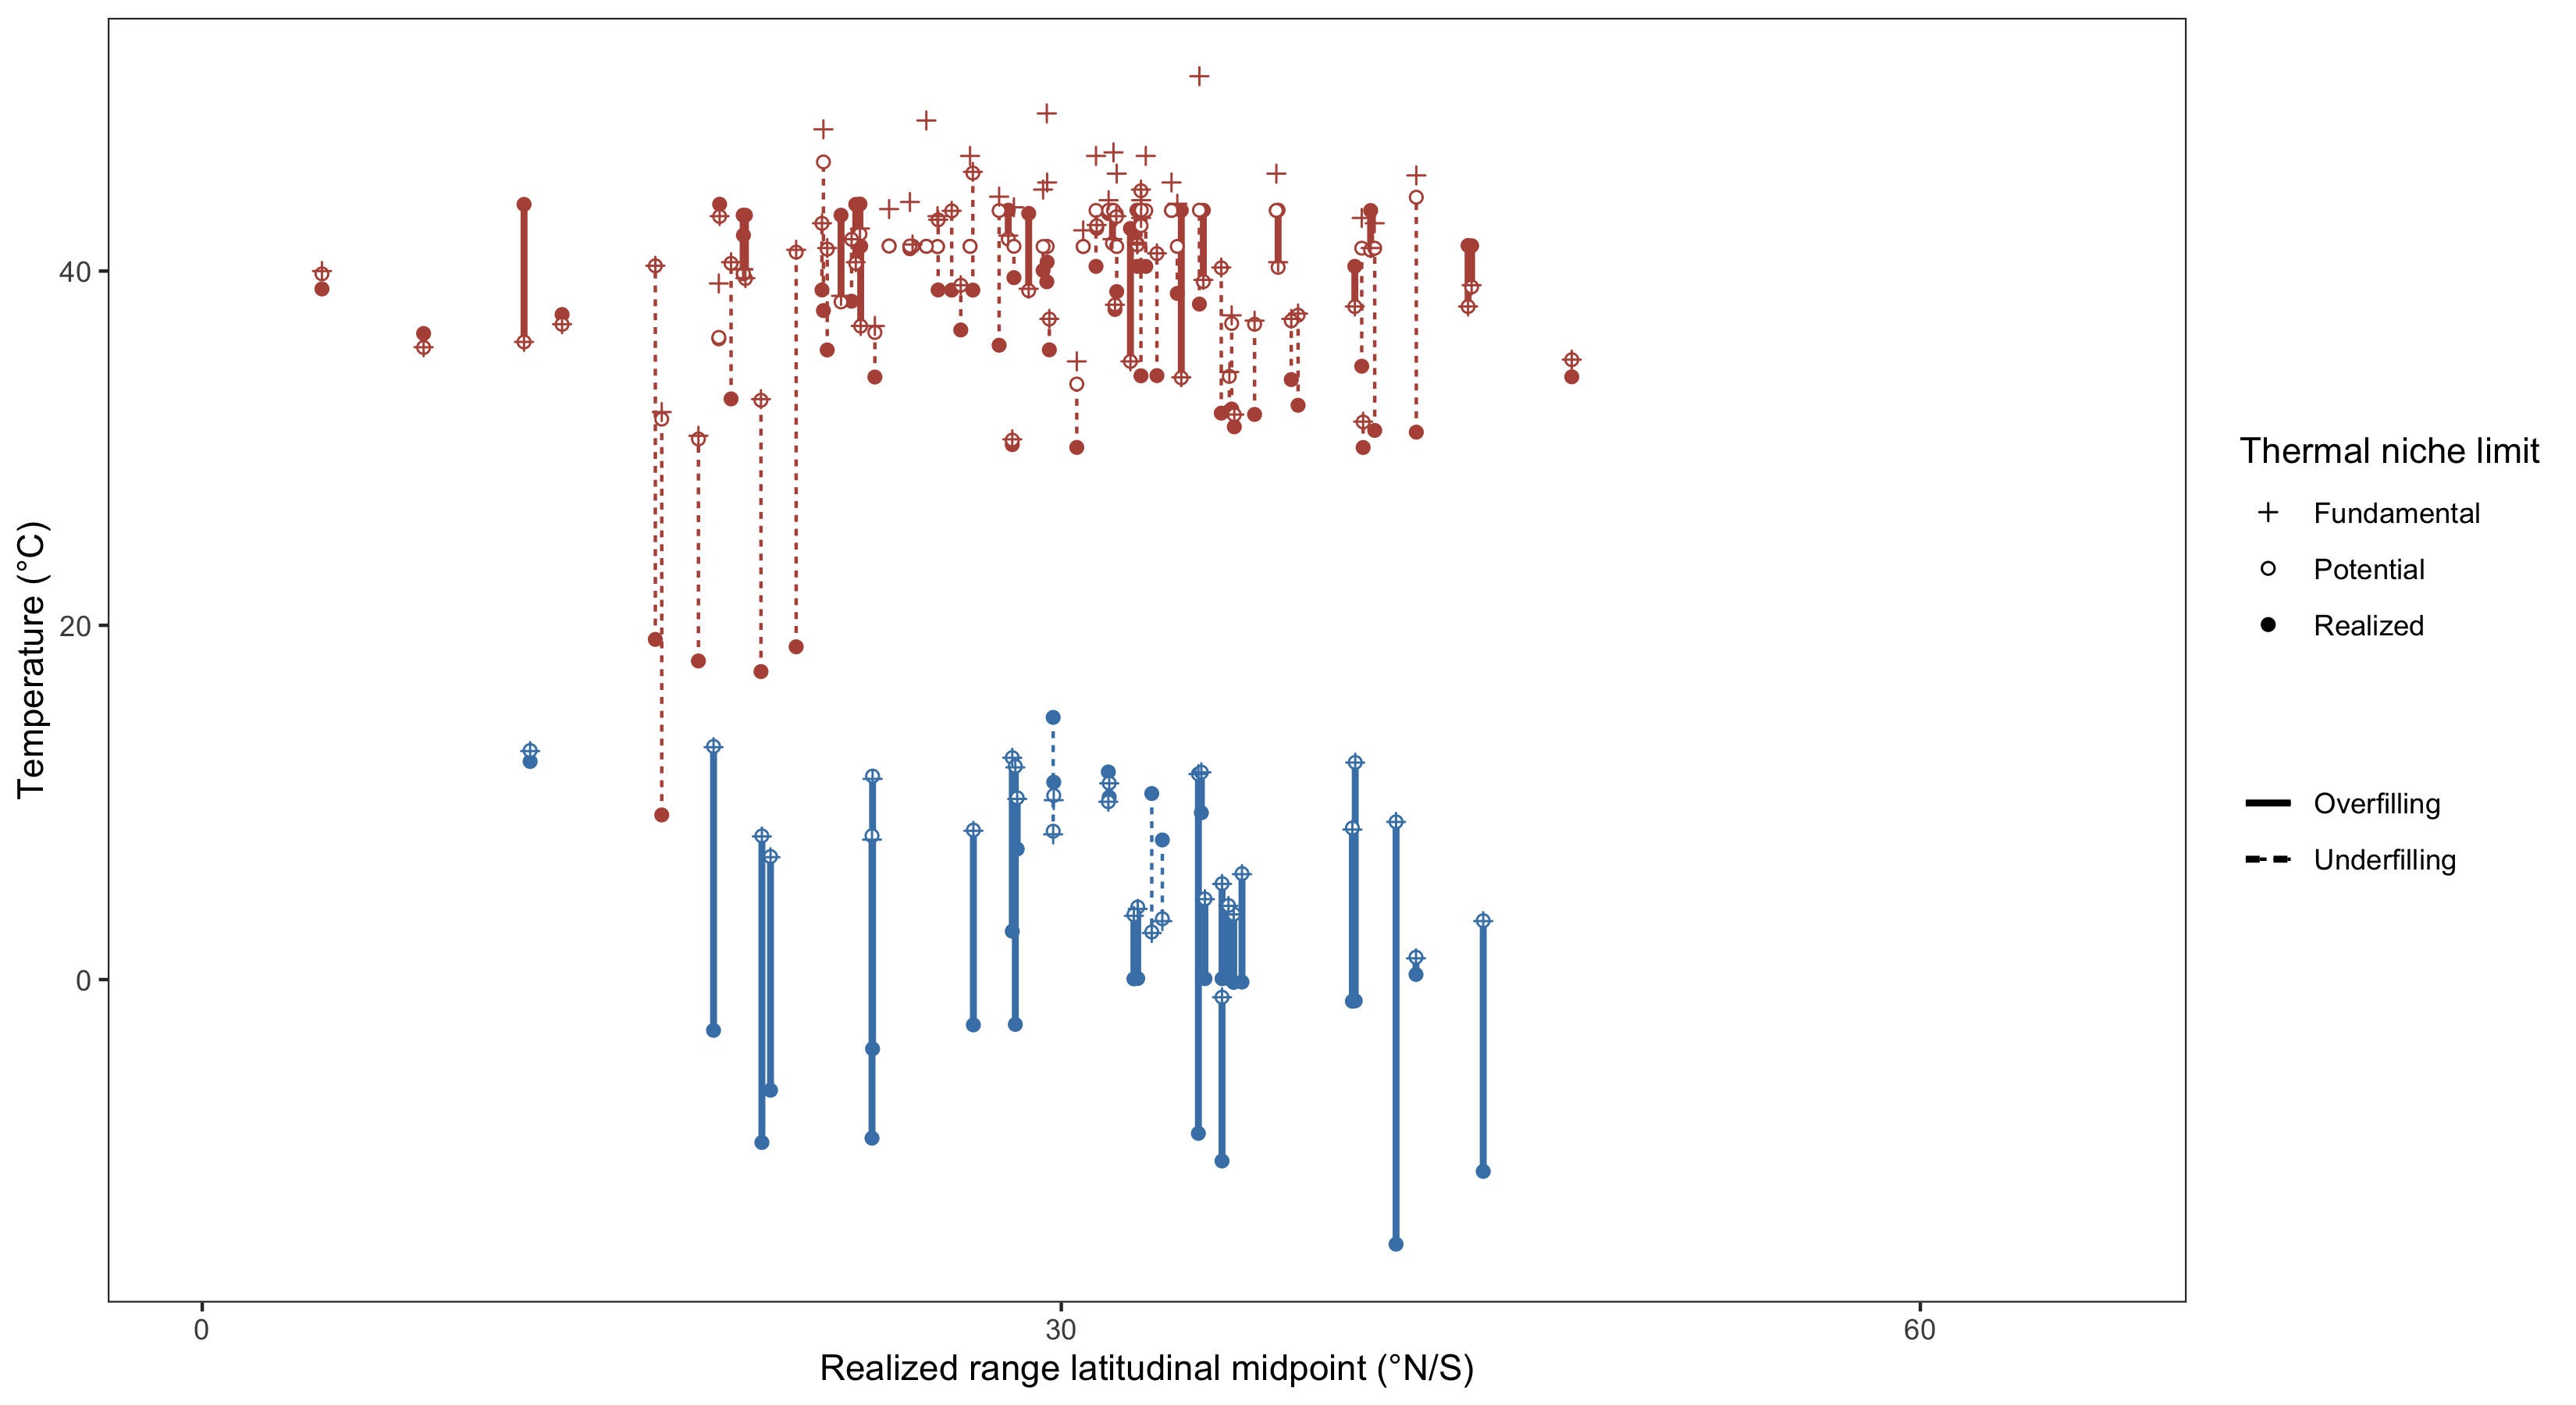 Temperature (°C)
40
20
0
0
30
60
Realized range latitudinal midpoint (°N/S)
Thermal niche limit
Fundamental
Potential
Realized
Overfilling
Underfilling